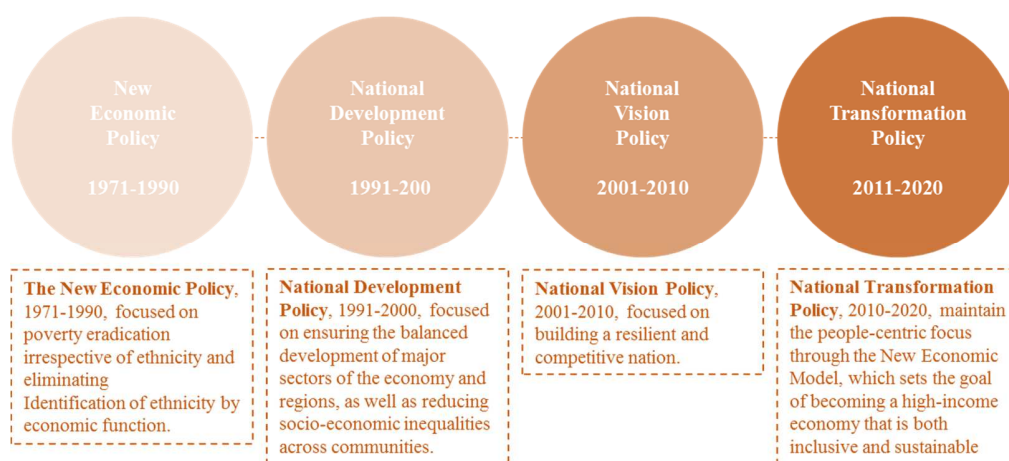 New
Economic
Policy
1971-1990
National
Development
Policy
1991-200
National
Vision
Policy
2001-2010
National
Transformation
Policy
2011-2020
The New Economic Policy,
1971-1990, focused on
poverty eradication
irrespective of ethnicity and
eliminating
Identification of ethnicity by
economic function.
National Development
Policy, 1991-2000, focused
on ensuring the balanced
development of major
sectors of the economy and
regions, as well as reducing
socio-economic inequalities
across communities.
National Vision Policy,
2001-2010, focused on
building a resilient and
competitive nation.
National Transformation
Policy, 2010-2020, maintain
the people-centric focus
through the New Economic
Model, which sets the goal
of becoming a high-income
economy that is both
inclusive and sustainable